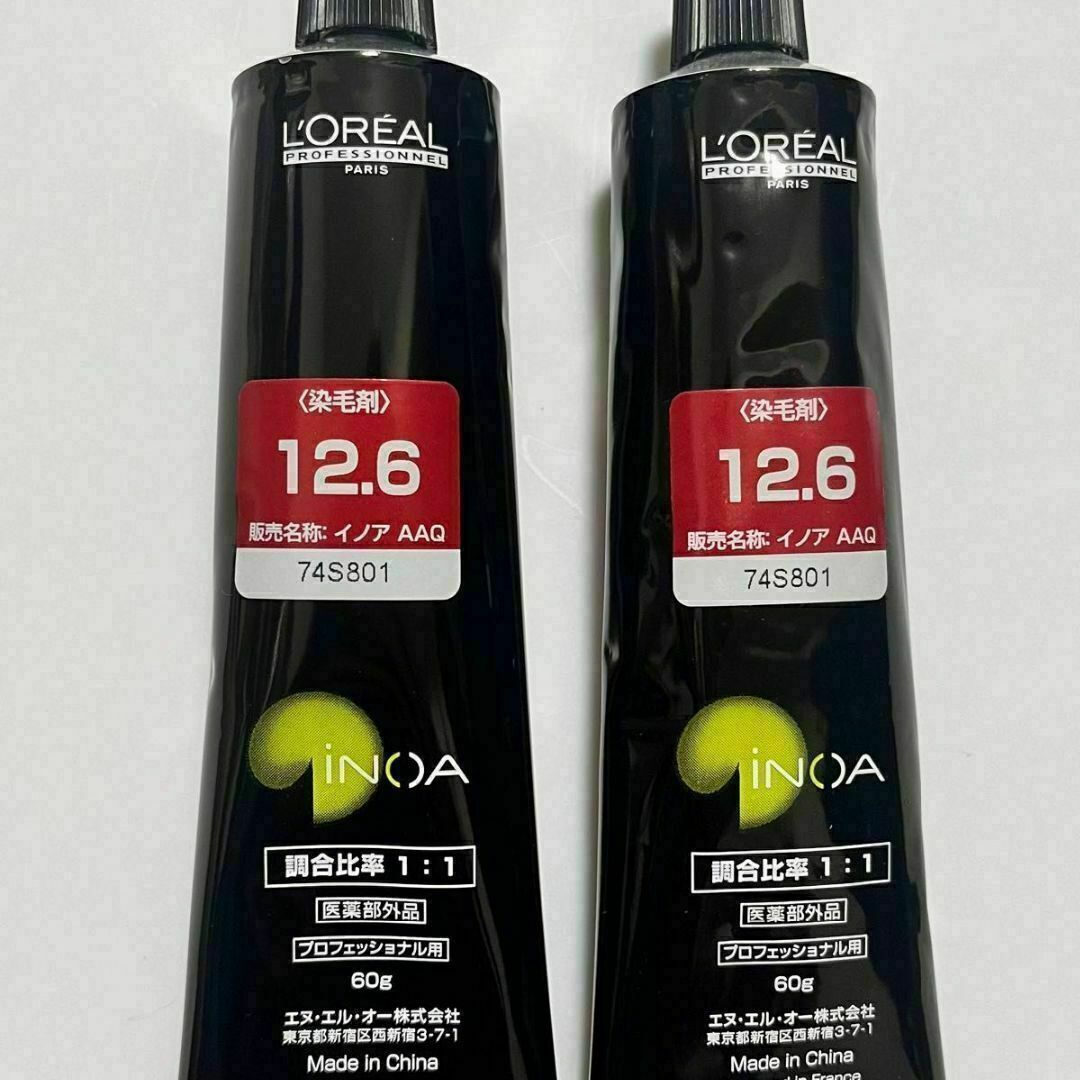 L'ORÉAL
PROFESSIONNEL
PARIS
〈染毛剤〉
12.6
販売名称: イノア AAQ
74S801
iNOA
調合比率 1:1
医薬部外品
プロフェッショナル用
60g
エヌ・エル・オー株式会社
東京都新宿区西新宿3-7-1
Made in China
L'ORÉAL
PROFESSIONNEL
PARIS
〈染毛剤〉
12.6
販売名称: イノア AAQ
74S801
iNOA
調合比率 1:1
医薬部外品
プロフェッショナル用
60g
エヌ・エル・オー株式会社
東京都新宿区西新宿3-7-1
Made in China
in France